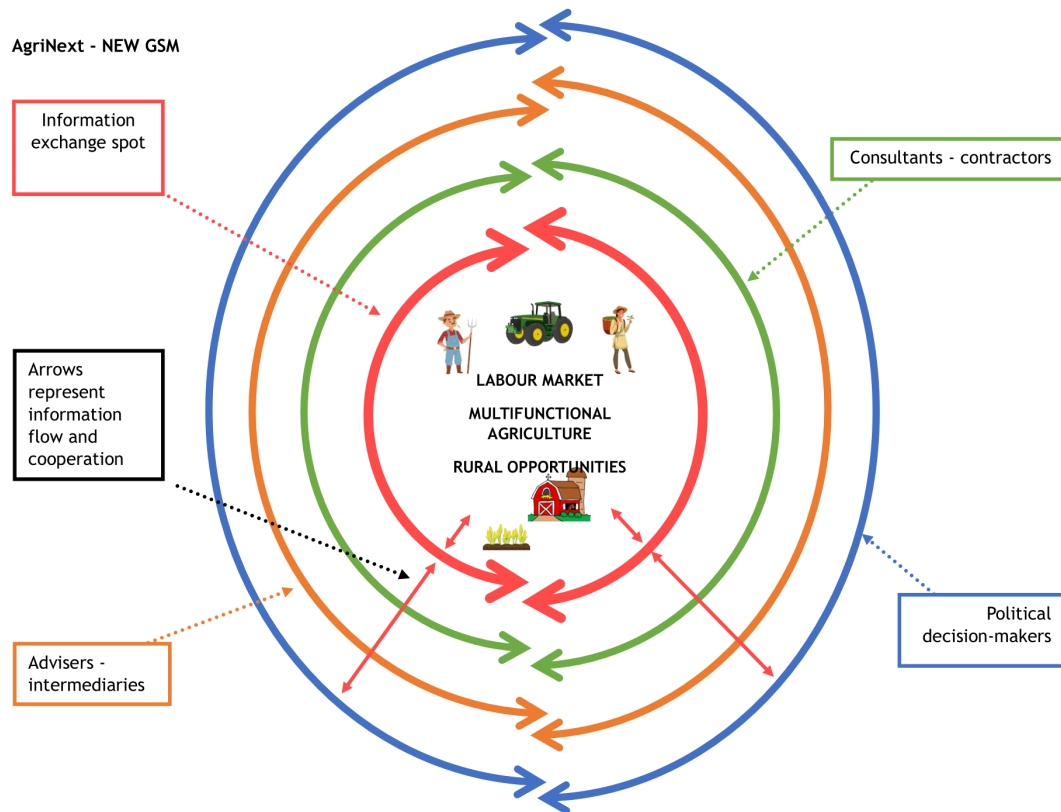 AgriNext - NEW GSM
Information
exchange spot
Consultants - contractors
LABOUR MARKET
MULTIFUNCTIONAL
AGRICULTURE
RURAL OPPORTUNITIES
Arrows
represent
information
flow and
cooperation
Political
decision-makers
Advisers -
intermediaries